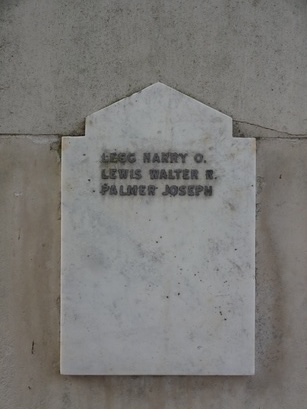 LEGG HARRY O.
LEWIS WALTER R.
PALMER JOSEPH